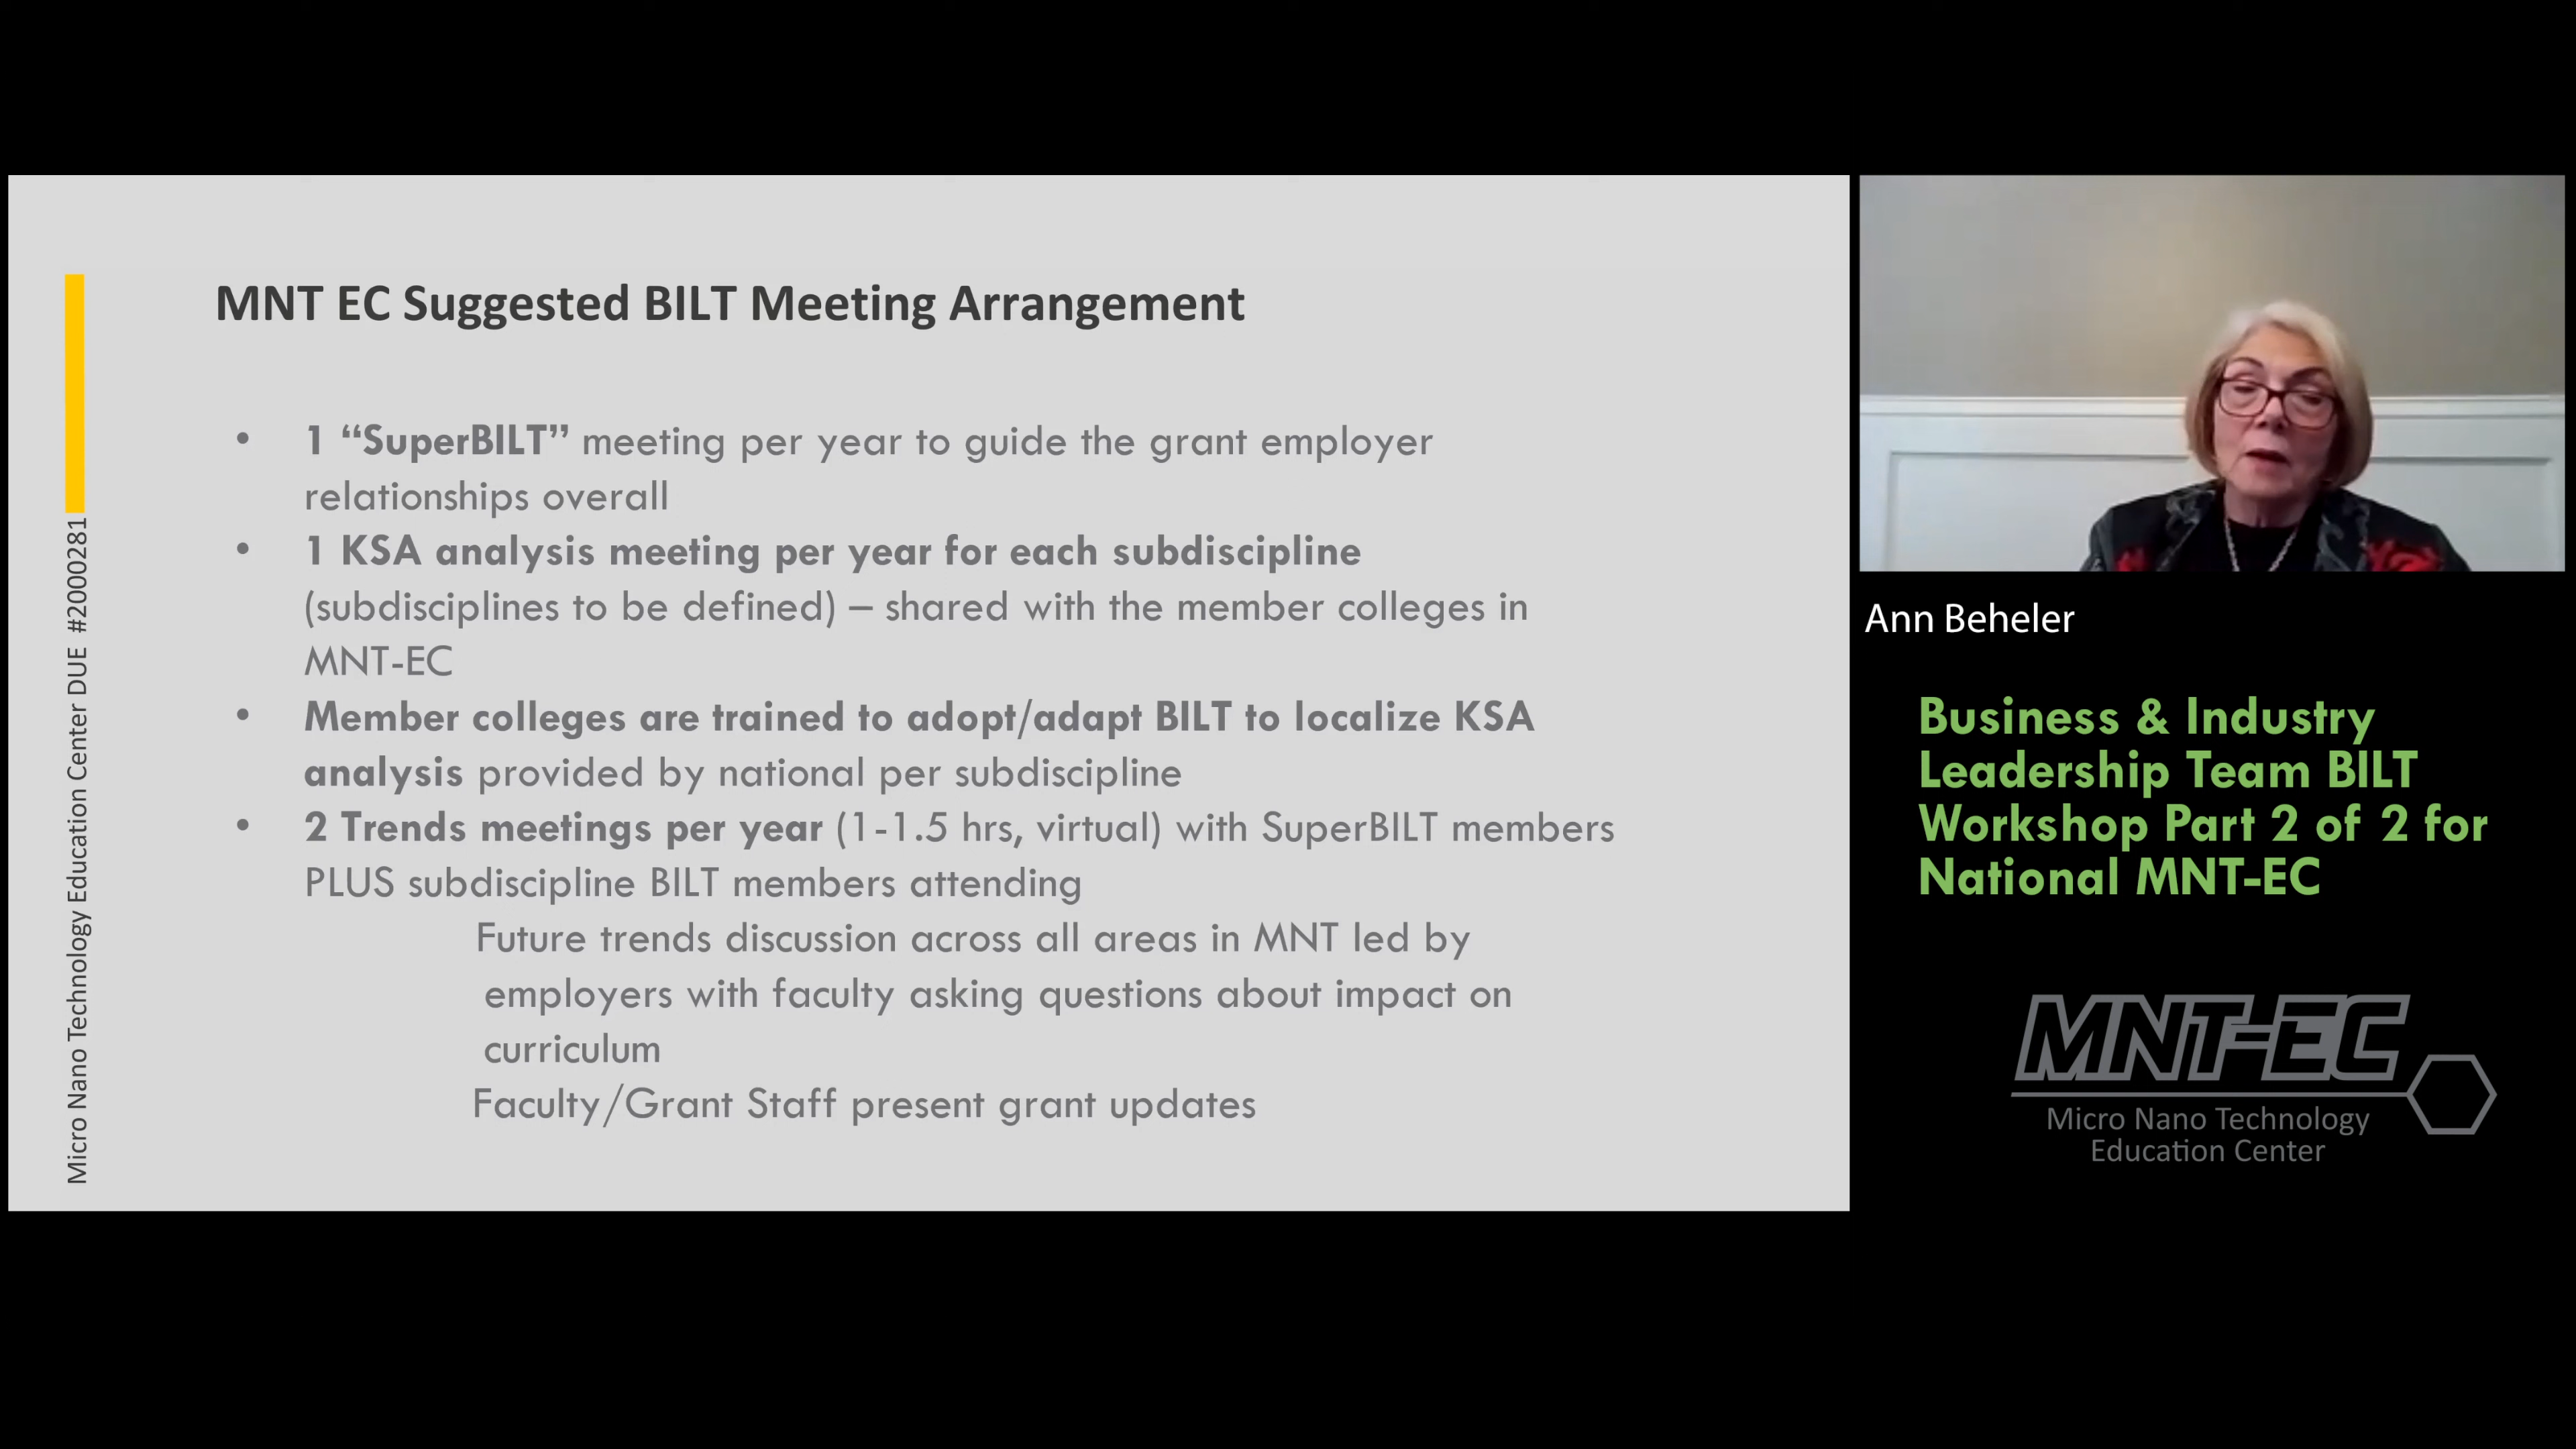 MNT EC Suggested BILT Meeting Arrangement
• 1 “SuperBILT” meeting per year to guide the grant employer
relationships overall
• 1 KSA analysis meeting per year for each subdiscipline
(subdisciplines to be defined) – shared with the member colleges in
MNT-EC
• Member colleges are trained to adopt/adapt BILT to localize KSA
analysis provided by national per subdiscipline
• 2 Trends meetings per year (1-1.5 hrs, virtual) with SuperBILT members
PLUS subdiscipline BILT members attending
Future trends discussion across all areas in MNT led by
employers with faculty asking questions about impact on
curriculum
Faculty/Grant Staff present grant updates
Micro Nano Technology Education Center DUE #2000281
Ann Beheler
Business & Industry
Leadership Team BILT
Workshop Part 2 of 2 for
National MNT-EC
MNT-EC
Micro Nano Technology
Education Center